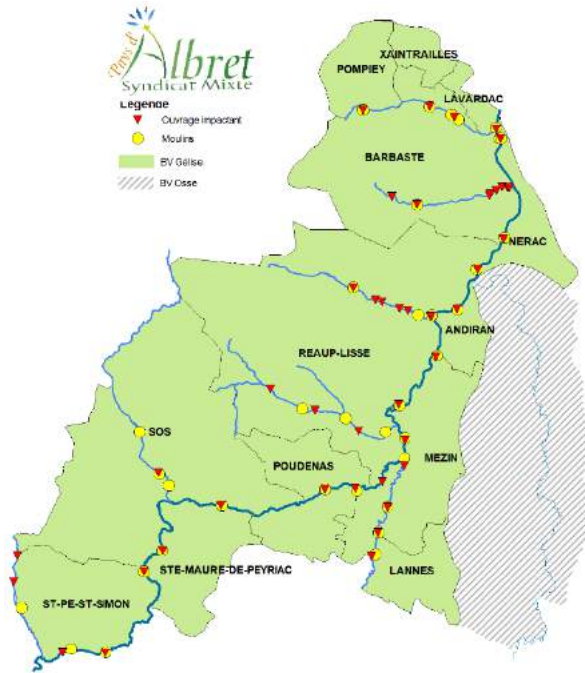 Pays d'
Albret
Syndicat Mixte
Légende
Ouvrage impactant
Moulins
BV Gélise
BV Osse
XAINTRAILLES
POMPIEY
LAVARDAC
BARBASTE
NERAC
ANDIRAN
REAUP-LISSE
SOS
POUDENAS
MEZIN
STE-MAURE-DE-PEYRIAC
LANNES
ST-PE-ST-SIMON